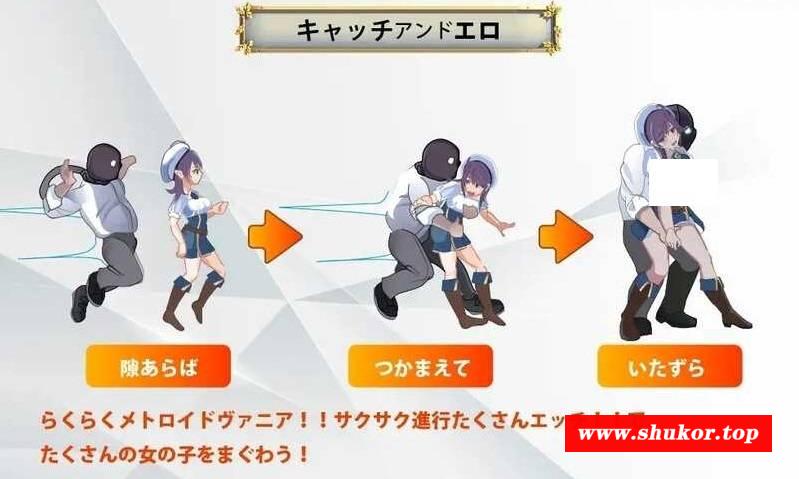 キャッチアンドエロ
隙あらば
つかまえて
いたずら
らくらくメトロイドヴァニア！！サクサク進行たくさんエッチ
たくさんの女の子をまぐわう！
www.shukor.top